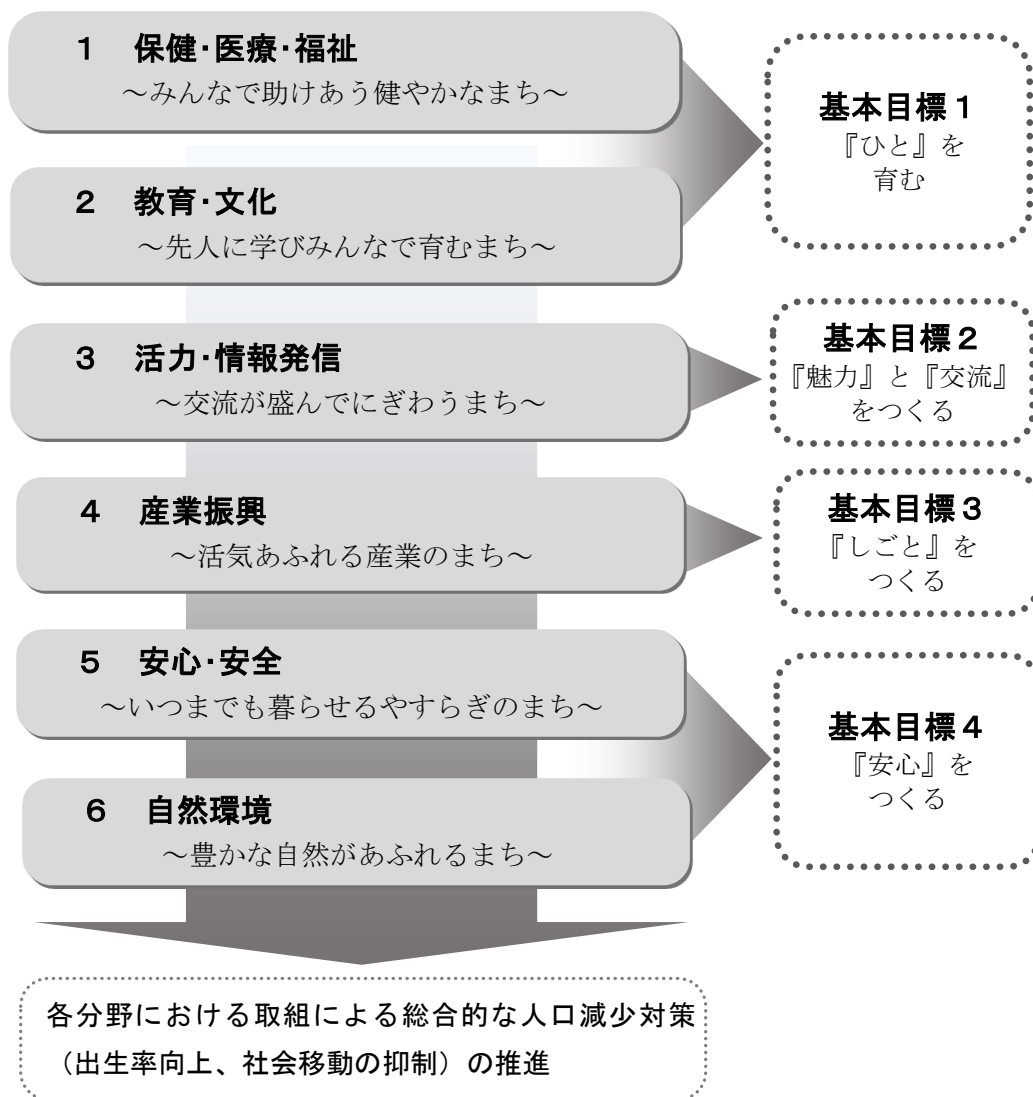 1 保健・医療・福祉
～みんなで助けあう健やかなまち～
2 教育・文化
～先人に学びみんなで育むまち～
基本目標１
『ひと』を
育む
3 活力・情報発信
～交流が盛んでにぎわうまち～
基本目標２
『魅力』と『交流』
をつくる
4 産業振興
～活気あふれる産業のまち～
基本目標３
『しごと』を
つくる
5 安心・安全
～いつまでも暮らせるやすらぎのまち～
6 自然環境
～豊かな自然があふれるまち～
基本目標４
『安心』を
つくる
各分野における取組による総合的な人口減少対策
（出生率向上、社会移動の抑制）の推進